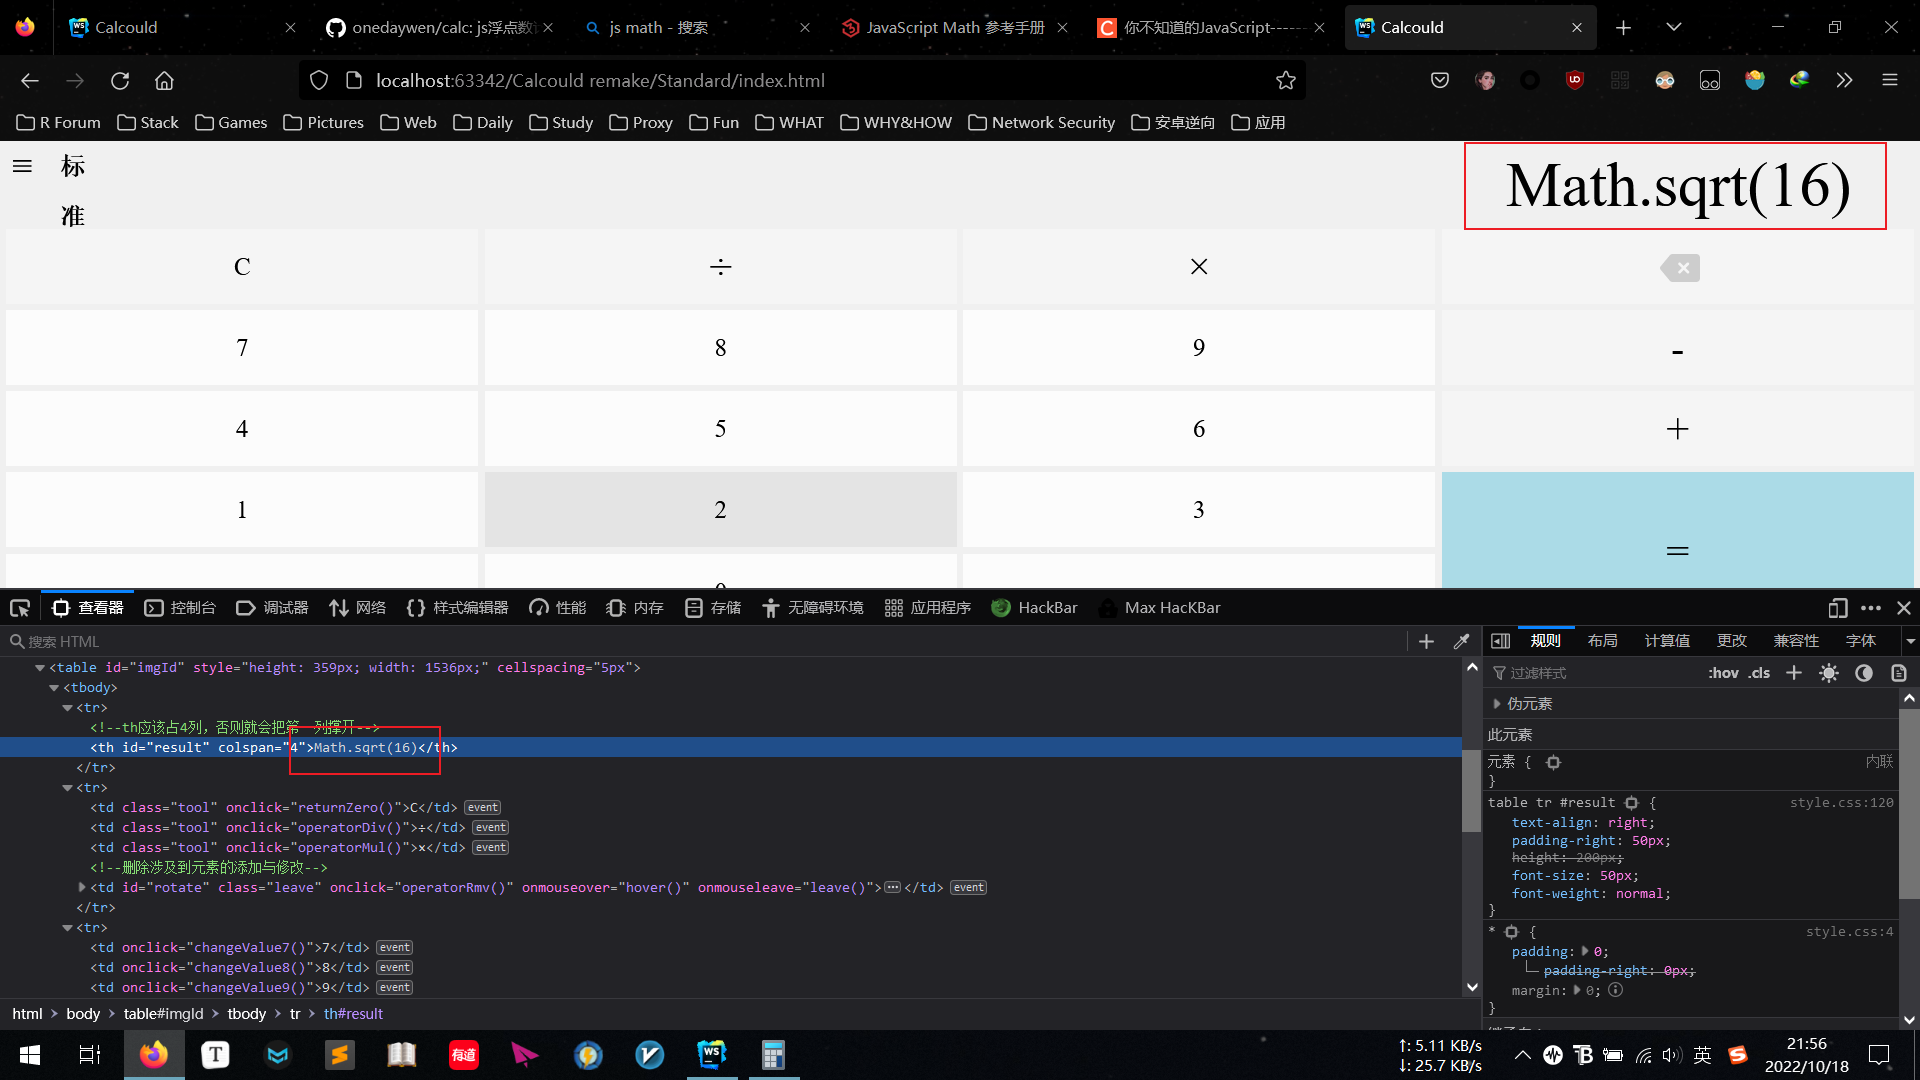 Calcould
onedaywen/calc: js浮点数
js math - 搜索
JavaScript Math 参考手册
你不知道的JavaScript------
Calcould
localhost:63342/Calcould remake/Standard/index.html
R Forum
Stack
Games
Pictures
Web
Daily
Study
Proxy
Fun
WHAT
WHY&HOW
Network Security
安卓逆向
应用
标
准
Math.sqrt(16)
C
÷
×
7
8
9
-
4
5
6
+
1
2
3
=
查看器
控制台
调试器
网络
样式编辑器
性能
内存
存储
无障碍环境
应用程序
HackBar
Max HacKBar
搜索 HTML
<table id="imgId" style="height: 359px; width: 1536px;" cellspacing="5px">
<tbody>
<tr>
<!--th应该占4列，否则就会把第一列撑开-->
<th id="result" colspan="4">Math.sqrt(16)</th>
</tr>
<tr>
<td class="tool" onclick="returnZero()">C</td> event
<td class="tool" onclick="operatorDiv()">÷</td> event
<td class="tool" onclick="operatorMul()">×</td> event
<!--删除涉及到元素的添加与修改-->
<td id="rotate" class="leave" onclick="operatorRmv()" onmouseover="hover()" onmouseleave="leave()">⋯</td> event
</tr>
<tr>
<td onclick="changeValue7()">7</td> event
<td onclick="changeValue8()">8</td> event
<td onclick="changeValue9()">9</td> event
html > body > table#imgId > tbody > tr > th#result
规则
布局
计算值
更改
兼容性
字体
过滤样式
:hov .cls
伪元素
此元素
元素 { 内联
}
table tr #result { style.css:120
text-align: right;
padding-right: 50px;
height: 200px;
font-size: 50px;
font-weight: normal;
}
* { style.css:4
padding: 0;
padding-right: 0px;
margin: 0;
}
↑: 5.11 KB/s
↓: 25.7 KB/s
英
21:56
2022/10/18